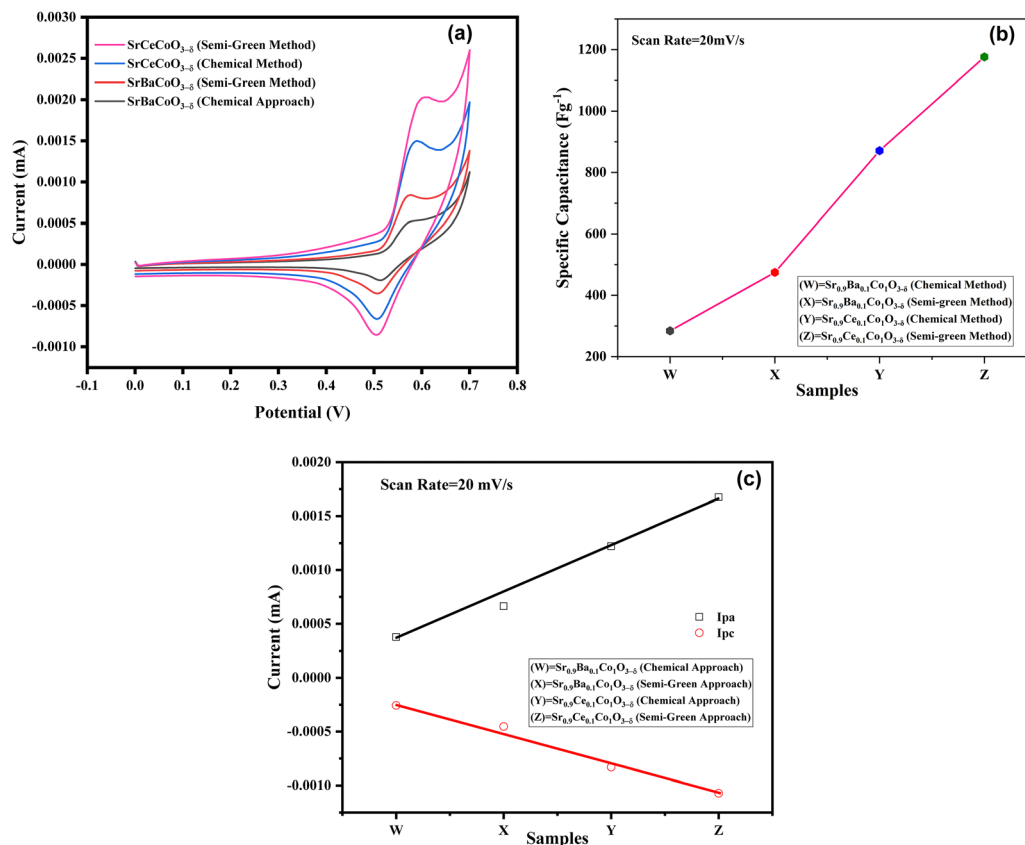 (a)
SrCeCoO3–δ (Semi-Green Method)
SrCeCoO3–δ (Chemical Method)
SrBaCoO3–δ (Semi-Green Method)
SrBaCoO3–δ (Chemical Approach)
0.0030
0.0025
0.0020
0.0015
0.0010
0.0005
0.0000
-0.0005
-0.0010
Current (mA)
-0.1 0.0 0.1 0.2 0.3 0.4 0.5 0.6 0.7 0.8
Potential (V)
(b)
Scan Rate=20mV/s
1200
1000
800
600
400
200
Specific Capacitance (Fg-1)
(W)=Sr0.9Ba0.1Co1O3–δ (Chemical Method)
(X)=Sr0.9Ba0.1Co1O3–δ (Semi-green Method)
(Y)=Sr0.9Ce0.1Co1O3–δ (Chemical Method)
(Z)=Sr0.9Ce0.1Co1O3–δ (Semi-green Method)
W X Y Z
Samples
(c)
Scan Rate=20 mV/s
0.0020
0.0015
0.0010
0.0005
0.0000
-0.0005
-0.0010
Current (mA)
Ipa
Ipc
(W)=Sr0.9Ba0.1Co1O3–δ (Chemical Approach)
(X)=Sr0.9Ba0.1Co1O3–δ (Semi-Green Approach)
(Y)=Sr0.9Ce0.1Co1O3–δ (Chemical Approach)
(Z)=Sr0.9Ce0.1Co1O3–δ (Semi-Green Approach)
W X Y Z
Samples